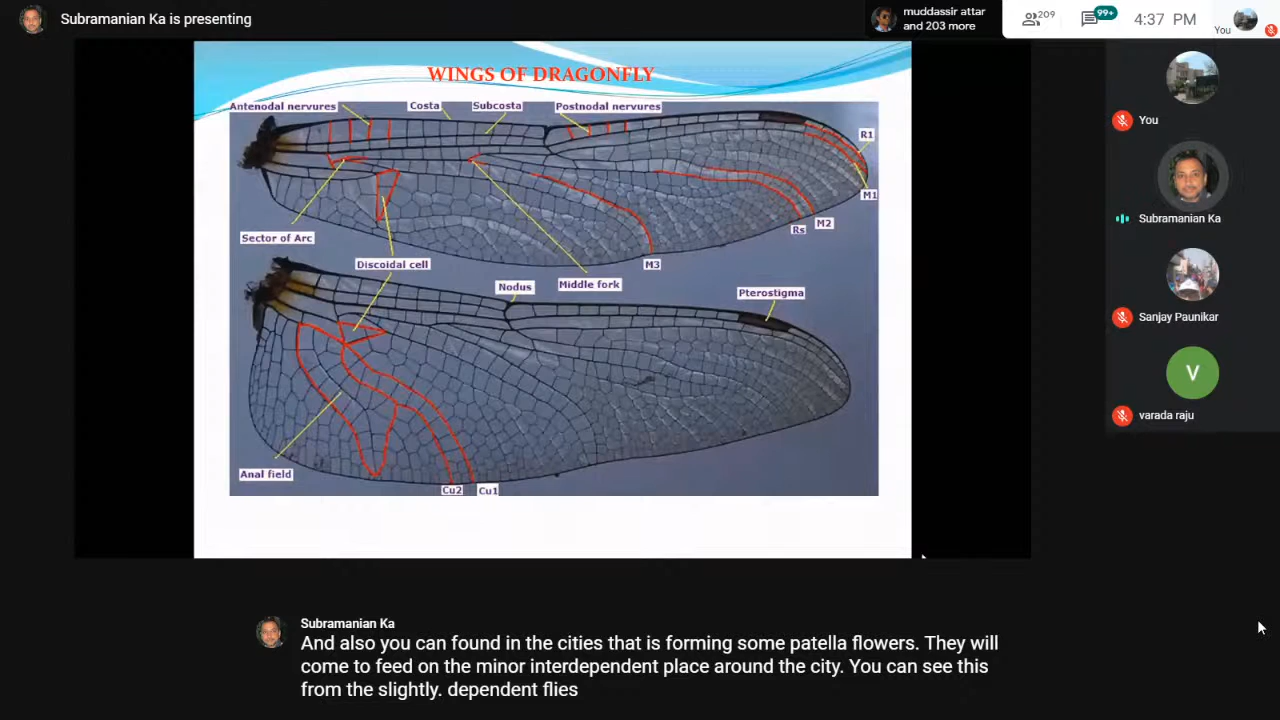 Subramanian Ka is presenting
muddassir attar
and 203 more
209
99+
4:37 PM
You
WINGS OF DRAGONFLY
Antenodal nervures
Costa
Subcosta
Postnodal nervures
R1
M1
M2
Rs
Sector of Arc
Discoidal cell
M3
Middle fork
Nodus
Pterostigma
Anal field
Cu2
Cu1
You
Subramanian Ka
Sanjay Paunikar
V
varada raju
Subramanian Ka
And also you can found in the cities that is forming some patella flowers. They will
come to feed on the minor interdependent place around the city. You can see this
from the slightly. dependent flies